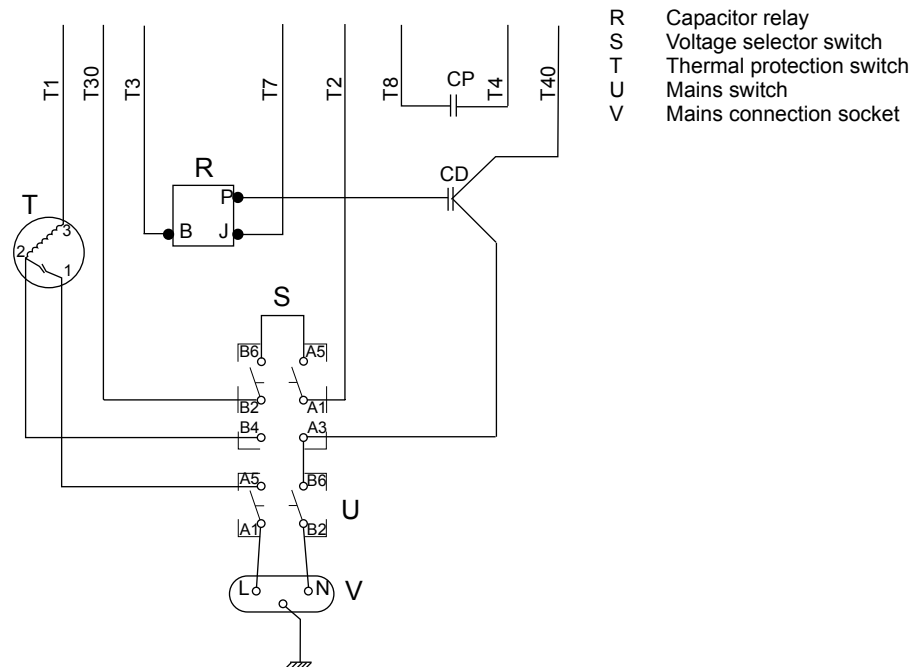 T1
T30
T3
T7
T2
T8
T4
T40
CP
R
CD
P
B
J
T
3
2
1
S
B6
A5
B2
A1
B4
A3
A5
B6
U
A1
B2
L
N
V
R Capacitor relay
S Voltage selector switch
T Thermal protection switch
U Mains switch
V Mains connection socket